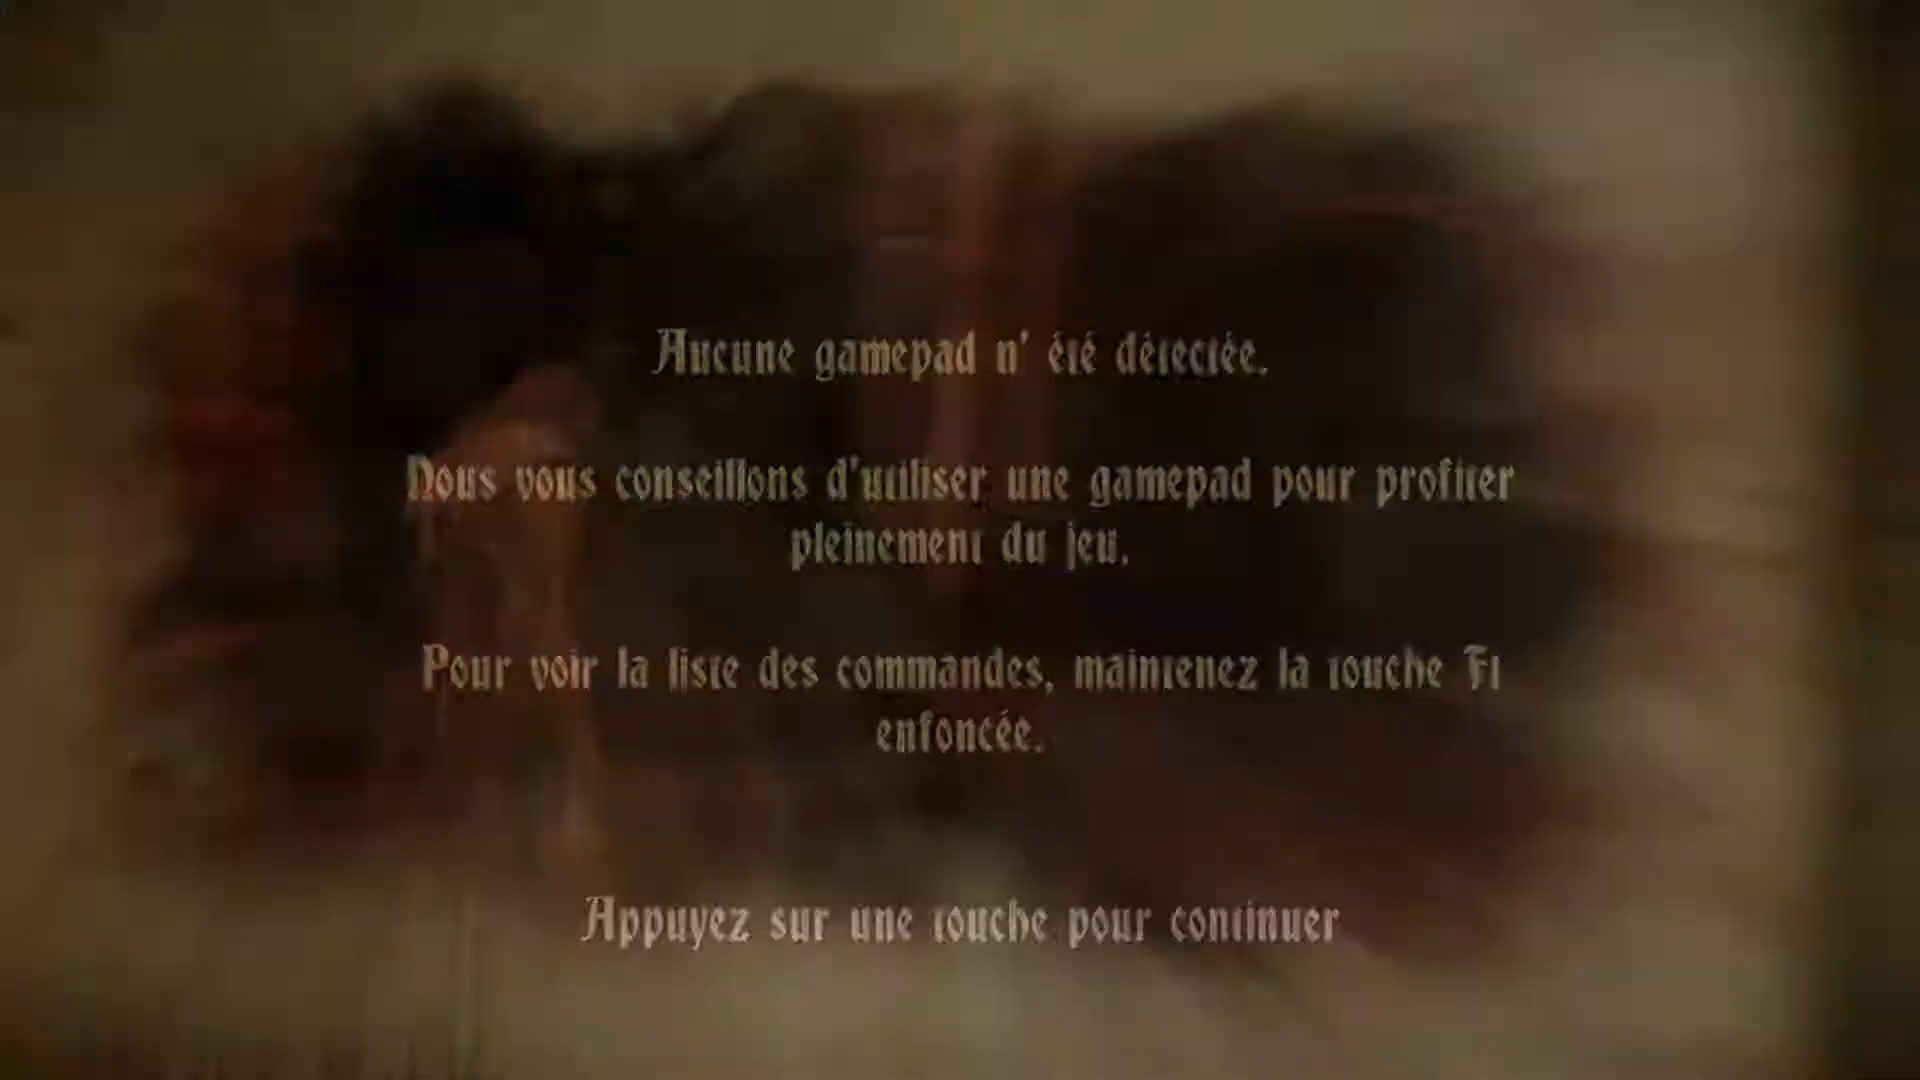 Aucune gamepad n' été détectée.
Nous vous conseillons d'utiliser une gamepad pour profiter
pleinement du jeu.
Pour voir la liste des commandes, maintenez la touche F1
enfoncée.
Appuyez sur une touche pour continuer